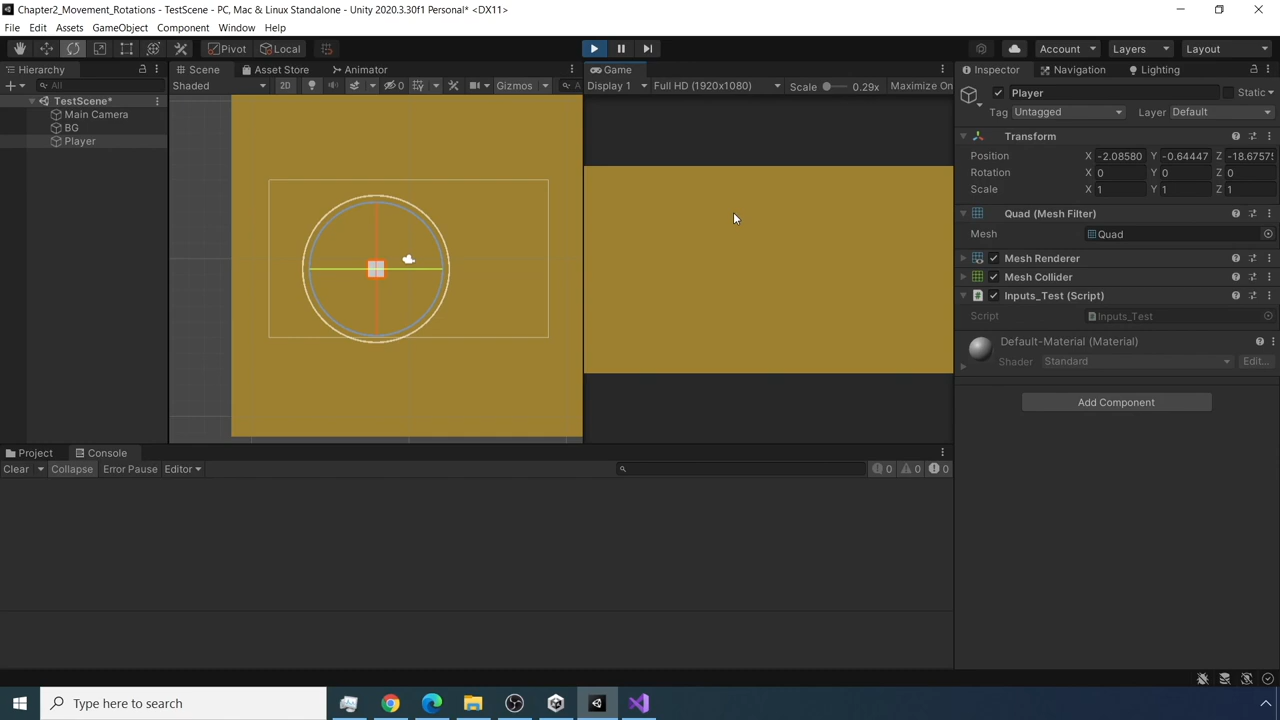 Chapter2_Movement_Rotations - TestScene - PC, Mac & Linux Standalone - Unity 2020.3.30f1 Personal* <DX11>
File Edit Assets GameObject Component Window Help
Pivot Local Account Layers Layout
Hierarchy Scene Asset Store Animator Game Inspector Navigation Lighting
All Shaded 2D 0 Gizmos A Display 1 Full HD (1920x1080) Scale 0.29x Maximize On
Player Static
TestScene*
Main Camera
BG
Player
Tag Untagged Layer Default
Transform
Position X -2.08580 Y -0.64447 Z -18.67575
Rotation X 0 Y 0 Z 0
Scale X 1 Y 1 Z 1
Quad (Mesh Filter)
Mesh Quad
Mesh Renderer
Mesh Collider
Inputs_Test (Script)
Script Inputs_Test
Default-Material (Material)
Shader Standard Edit...
Add Component
Project Console
Clear Collapse Error Pause Editor 0 0 0
Type here to search